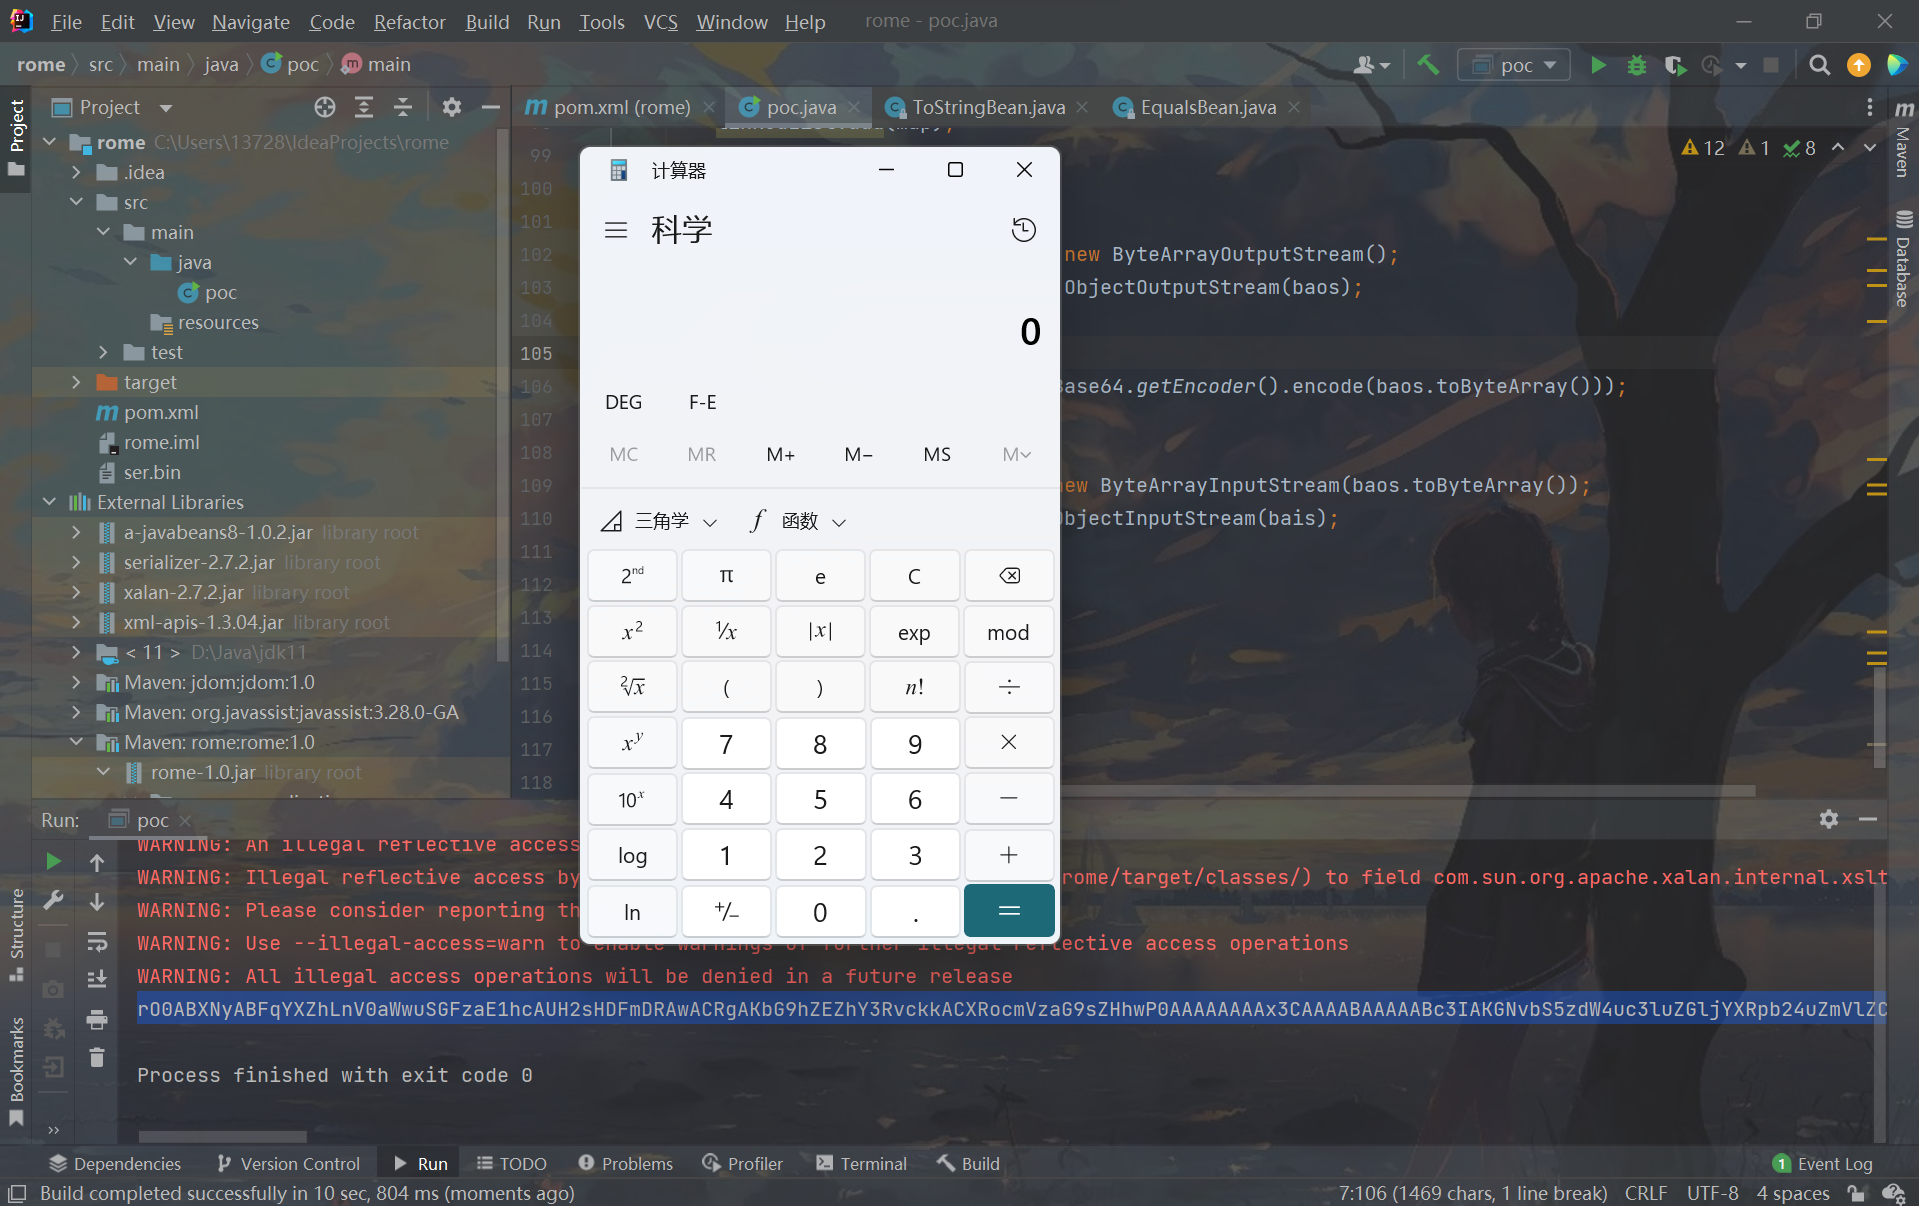 File Edit View Navigate Code Refactor Build Run Tools VCS Window Help rome - poc.java
rome src main java poc main
poc
Project
pom.xml (rome) poc.java ToStringBean.java EqualsBean.java
Project
rome C:\Users\13728\IdeaProjects\rome
.idea
src
main
java
poc
resources
test
target
pom.xml
rome.iml
ser.bin
External Libraries
a-javabeans8-1.0.2.jar library root
serializer-2.7.2.jar library root
xalan-2.7.2.jar library root
xml-apis-1.3.04.jar library root
< 11 > D:\Java\jdk11
Maven: jdom:jdom:1.0
Maven: org.javassist:javassist:3.28.0-GA
Maven: rome:rome:1.0
rome-1.0.jar library root
12 1 8
Maven
Database
99
100
101
102 new ByteArrayOutputStream();
103 ObjectOutputStream(baos);
104
105
106 Base64.getEncoder().encode(baos.toByteArray()));
107
108
109 new ByteArrayInputStream(baos.toByteArray());
110 ObjectInputStream(bais);
111
112
113
114
115
116
117
118
计算器
科学
0
DEG F-E
MC MR M+ M− MS M
三角学 f 函数
2nd π e C
x2 1/x |x| exp mod
2√x ( ) n! ÷
xy 7 8 9 ×
10x 4 5 6 −
log 1 2 3 +
ln +/− 0 . =
Run: poc
WARNING: An illegal reflective access
WARNING: Illegal reflective access by rome/target/classes/) to field com.sun.org.apache.xalan.internal.xslt
WARNING: Please consider reporting th
WARNING: Use --illegal-access=warn to enable warnings of further illegal reflective access operations
WARNING: All illegal access operations will be denied in a future release
rO0ABXNyABFqYXZhLnV0aWwuSGFzaE1hcAUH2sHDFmDRAwACRgAKbG9hZEZhY3RvckkACXRocmVzaG9sZHhwP0AAAAAAAAx3CAAAABAAAAABc3IAKGNvbS5zdW4uc3luZGljYXRpb24uZmVlZC
Process finished with exit code 0
Structure
Bookmarks
Dependencies Version Control Run TODO Problems Profiler Terminal Build 1 Event Log
Build completed successfully in 10 sec, 804 ms (moments ago) 7:106 (1469 chars, 1 line break) CRLF UTF-8 4 spaces